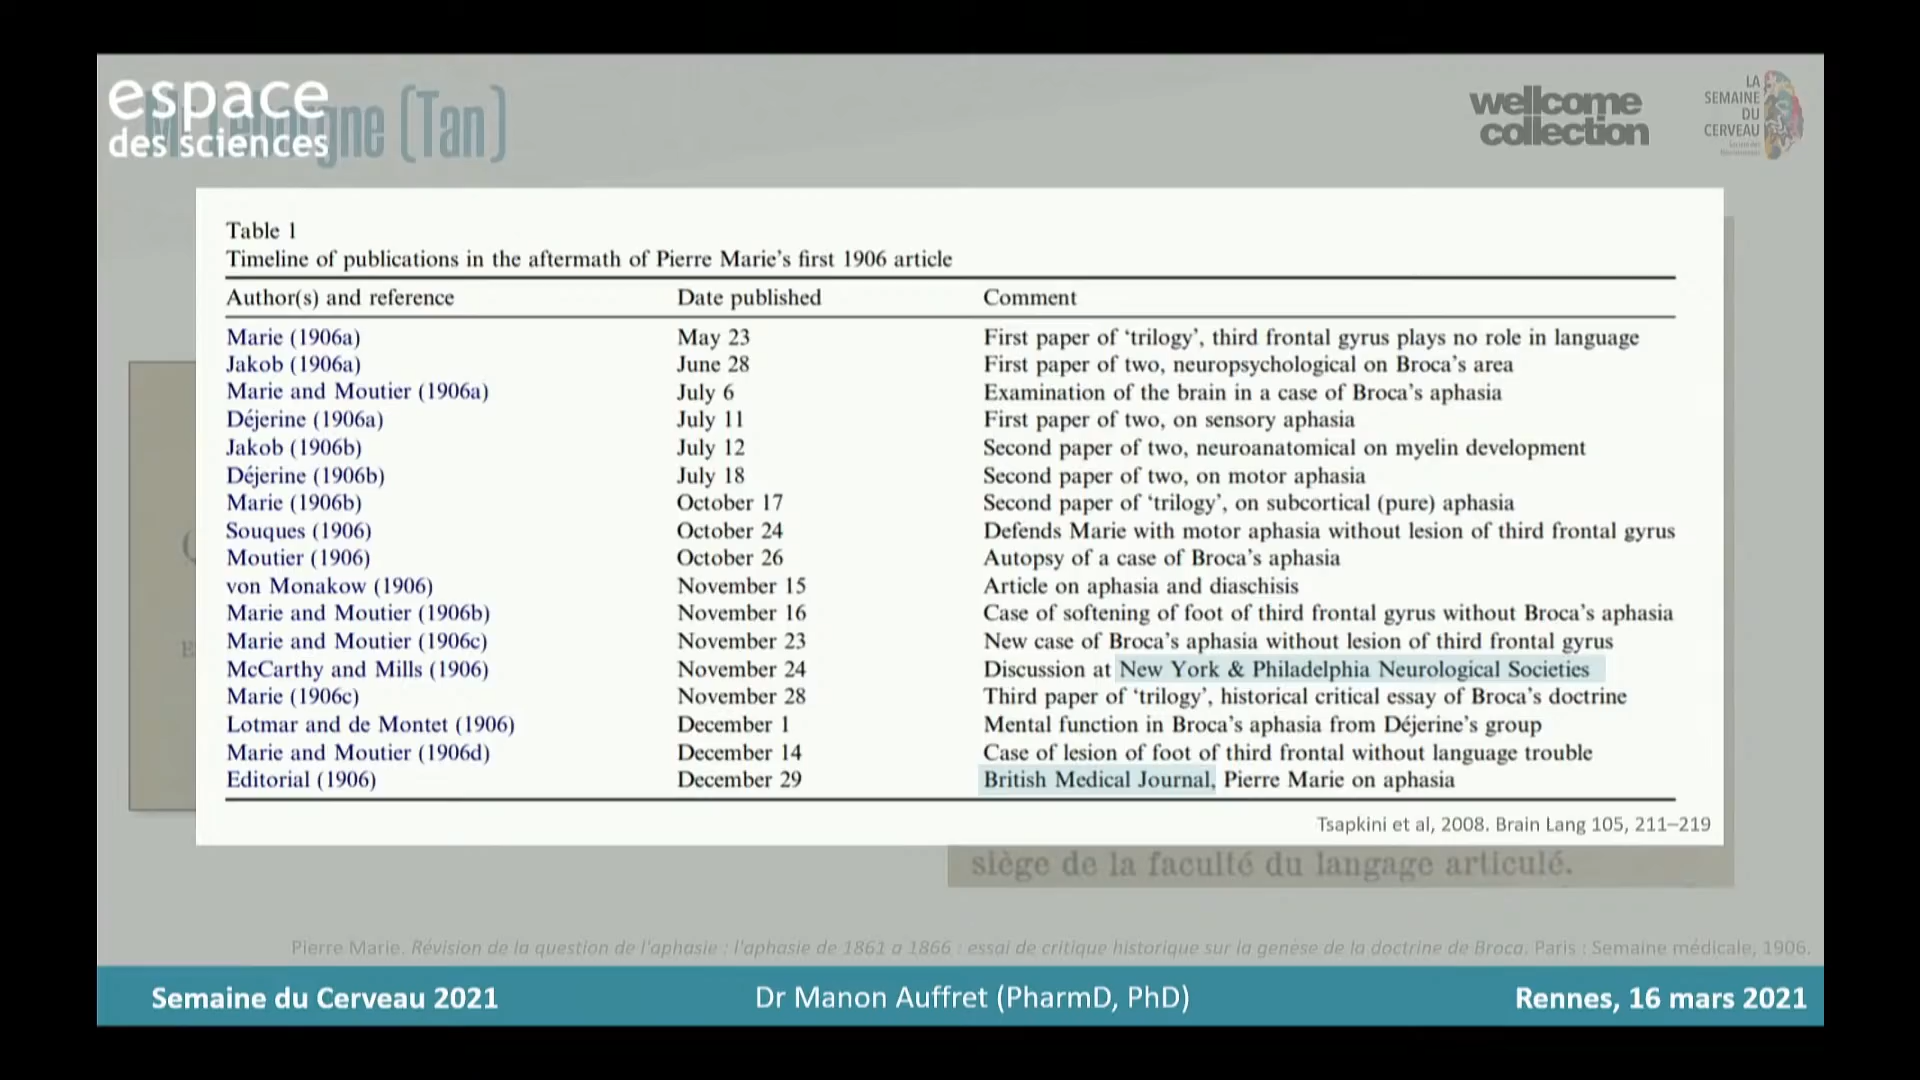 espace
des sciences
gne (Tan)
wellcome
collection
LA
SEMAINE
DU
CERVEAU
Table 1
Timeline of publications in the aftermath of Pierre Marie's first 1906 article
Author(s) and reference Date published Comment
Marie (1906a) May 23 First paper of ‘trilogy’, third frontal gyrus plays no role in language
Jakob (1906a) June 28 First paper of two, neuropsychological on Broca's area
Marie and Moutier (1906a) July 6 Examination of the brain in a case of Broca's aphasia
Déjerine (1906a) July 11 First paper of two, on sensory aphasia
Jakob (1906b) July 12 Second paper of two, neuroanatomical on myelin development
Déjerine (1906b) July 18 Second paper of two, on motor aphasia
Marie (1906b) October 17 Second paper of ‘trilogy’, on subcortical (pure) aphasia
Souques (1906) October 24 Defends Marie with motor aphasia without lesion of third frontal gyrus
Moutier (1906) October 26 Autopsy of a case of Broca's aphasia
von Monakow (1906) November 15 Article on aphasia and diaschisis
Marie and Moutier (1906b) November 16 Case of softening of foot of third frontal gyrus without Broca's aphasia
Marie and Moutier (1906c) November 23 New case of Broca's aphasia without lesion of third frontal gyrus
McCarthy and Mills (1906) November 24 Discussion at New York & Philadelphia Neurological Societies
Marie (1906c) November 28 Third paper of ‘trilogy’, historical critical essay of Broca's doctrine
Lotmar and de Montet (1906) December 1 Mental function in Broca's aphasia from Déjerine's group
Marie and Moutier (1906d) December 14 Case of lesion of foot of third frontal without language trouble
Editorial (1906) December 29 British Medical Journal, Pierre Marie on aphasia
Tsapkini et al, 2008. Brain Lang 105, 211–219
siège de la faculté du langage articulé.
Pierre Marie. Révision de la question de l'aphasie : l'aphasie de 1861 a 1866 : essai de critique historique sur la genèse de la doctrine de Broca. Paris : Semaine médicale, 1906.
Semaine du Cerveau 2021 Dr Manon Auffret (PharmD, PhD) Rennes, 16 mars 2021